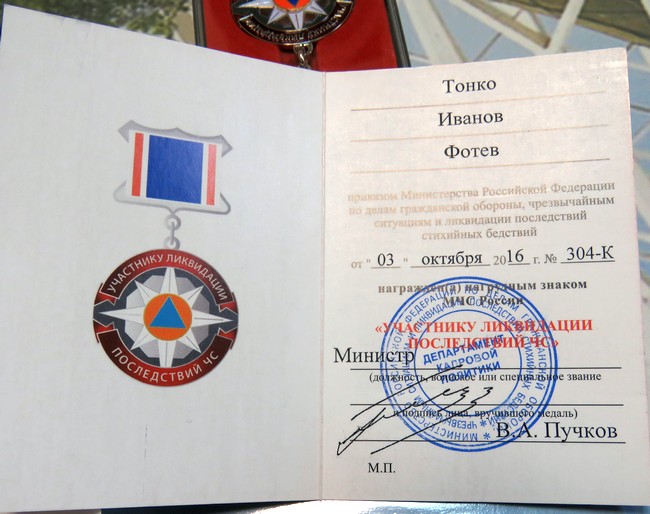 УЧАСТНИКУ ЛИКВИДАЦИИ
ПОСЛЕДСТВИЙ ЧС
Тонко
Иванов
Фотев
приказом Министерства Российской Федерации
по делам гражданской обороны, чрезвычайным
ситуациям и ликвидации последствий
стихийных бедствий
от "03" октября 2016 г. № 304-К
награжден(а) нагрудным знаком
МЧС России
«УЧАСТНИКУ ЛИКВИДАЦИИ
ПОСЛЕДСТВИЙ ЧС»
Министр
(должность, воинское или специальное звание
(подпись лица, вручившего медаль)
В.А. Пучков
М.П.
ДЕПАРТАМЕНТ
КАДРОВОЙ
ПОЛИТИКИ